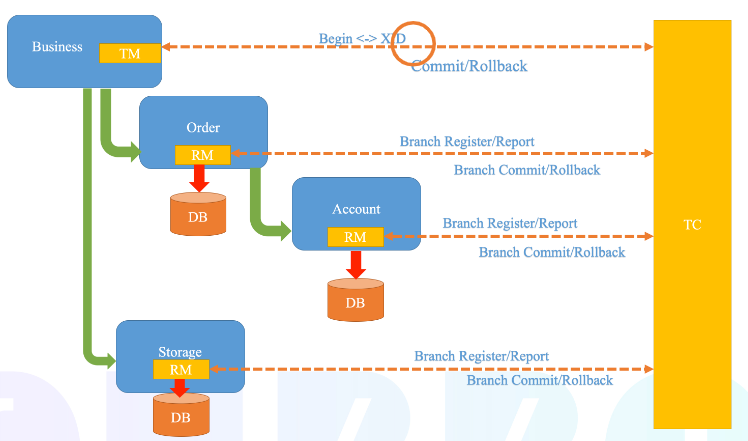 Business
TM
Begin <-> XID
Commit/Rollback
Order
RM
Branch Register/Report
Branch Commit/Rollback
DB
Account
RM
Branch Register/Report
Branch Commit/Rollback
TC
DB
Storage
RM
Branch Register/Report
Branch Commit/Rollback
DB